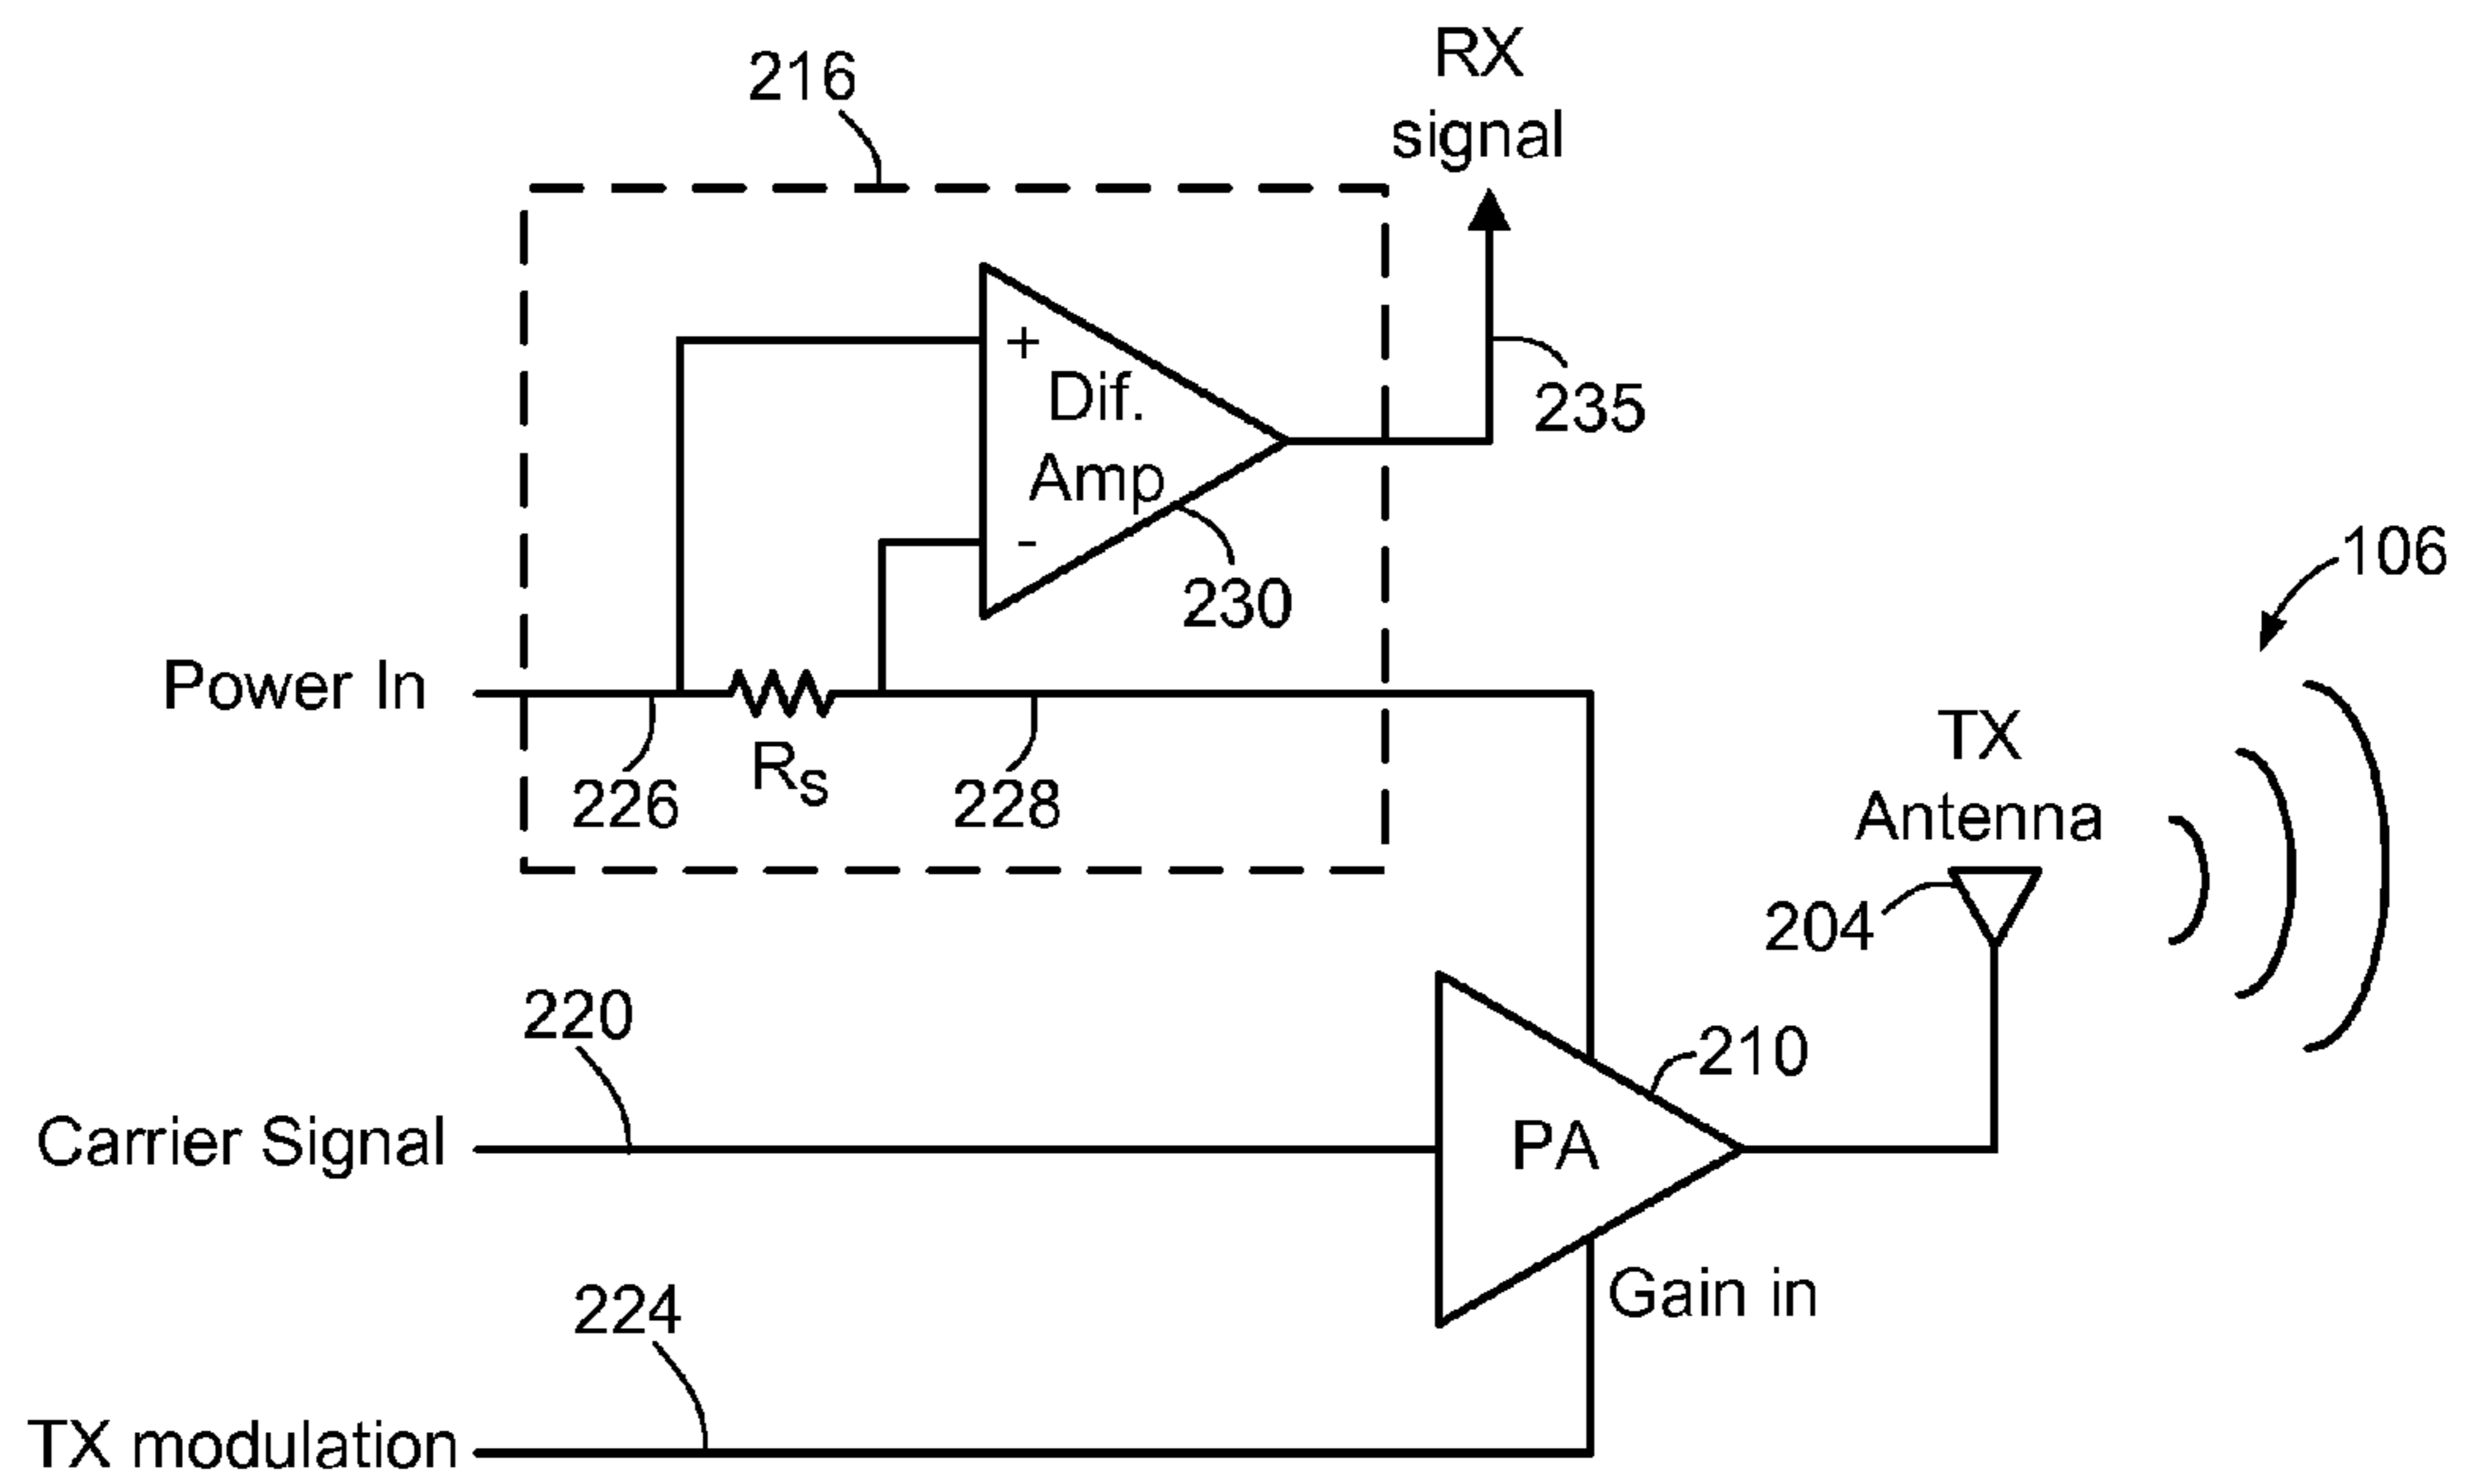 RX
signal
216
+
Dif.
Amp
-
230
235
106
Power In
226
RS
228
TX
Antenna
204
220
210
Carrier Signal
PA
Gain in
224
TX modulation